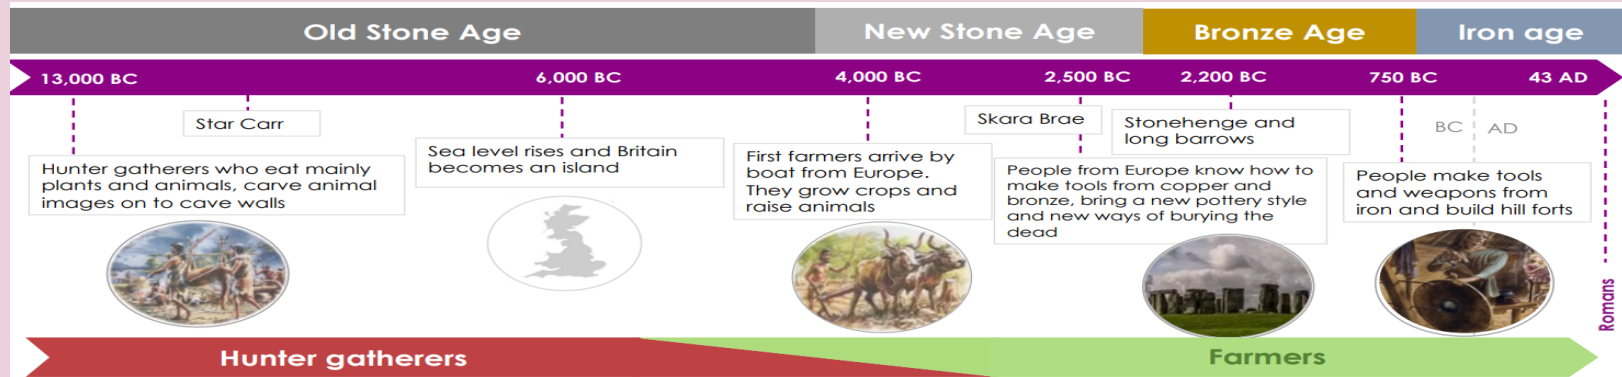 Old Stone Age
New Stone Age
Bronze Age
Iron age
13,000 BC
6,000 BC
4,000 BC
2,500 BC
2,200 BC
750 BC
43 AD
Star Carr
Hunter gatherers who eat mainly
plants and animals, carve animal
images on to cave walls
Sea level rises and Britain
becomes an island
First farmers arrive by
boat from Europe.
They grow crops and
raise animals
Skara Brae
People from Europe know how to
make tools from copper and
bronze, bring a new pottery style
and new ways of burying the
dead
Stonehenge and
long barrows
BC
AD
People make tools
and weapons from
iron and build hill forts
Romans
Hunter gatherers
Farmers